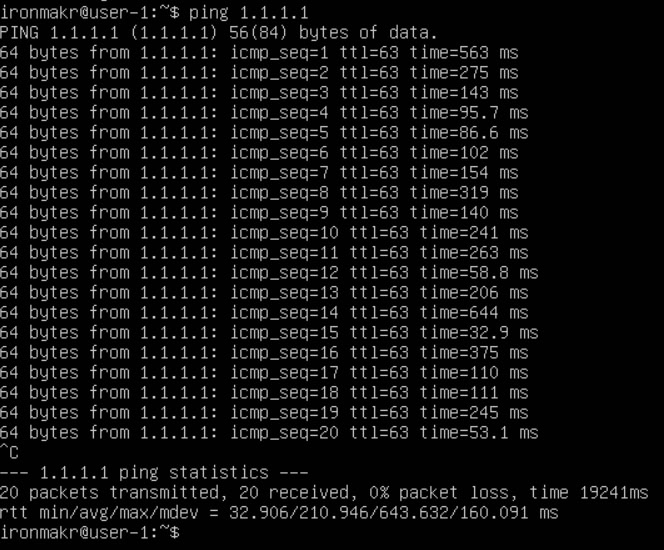 ironmakr@user-1:~$ ping 1.1.1.1
PING 1.1.1.1 (1.1.1.1) 56(84) bytes of data.
64 bytes from 1.1.1.1: icmp_seq=1 ttl=63 time=563 ms
64 bytes from 1.1.1.1: icmp_seq=2 ttl=63 time=275 ms
64 bytes from 1.1.1.1: icmp_seq=3 ttl=63 time=143 ms
64 bytes from 1.1.1.1: icmp_seq=4 ttl=63 time=95.7 ms
64 bytes from 1.1.1.1: icmp_seq=5 ttl=63 time=86.6 ms
64 bytes from 1.1.1.1: icmp_seq=6 ttl=63 time=102 ms
64 bytes from 1.1.1.1: icmp_seq=7 ttl=63 time=154 ms
64 bytes from 1.1.1.1: icmp_seq=8 ttl=63 time=319 ms
64 bytes from 1.1.1.1: icmp_seq=9 ttl=63 time=140 ms
64 bytes from 1.1.1.1: icmp_seq=10 ttl=63 time=241 ms
64 bytes from 1.1.1.1: icmp_seq=11 ttl=63 time=263 ms
64 bytes from 1.1.1.1: icmp_seq=12 ttl=63 time=58.8 ms
64 bytes from 1.1.1.1: icmp_seq=13 ttl=63 time=206 ms
64 bytes from 1.1.1.1: icmp_seq=14 ttl=63 time=644 ms
64 bytes from 1.1.1.1: icmp_seq=15 ttl=63 time=32.9 ms
64 bytes from 1.1.1.1: icmp_seq=16 ttl=63 time=375 ms
64 bytes from 1.1.1.1: icmp_seq=17 ttl=63 time=110 ms
64 bytes from 1.1.1.1: icmp_seq=18 ttl=63 time=111 ms
64 bytes from 1.1.1.1: icmp_seq=19 ttl=63 time=245 ms
64 bytes from 1.1.1.1: icmp_seq=20 ttl=63 time=53.1 ms
^C
--- 1.1.1.1 ping statistics ---
20 packets transmitted, 20 received, 0% packet loss, time 19241ms
rtt min/avg/max/mdev = 32.906/210.946/643.632/160.091 ms
ironmakr@user-1:~$